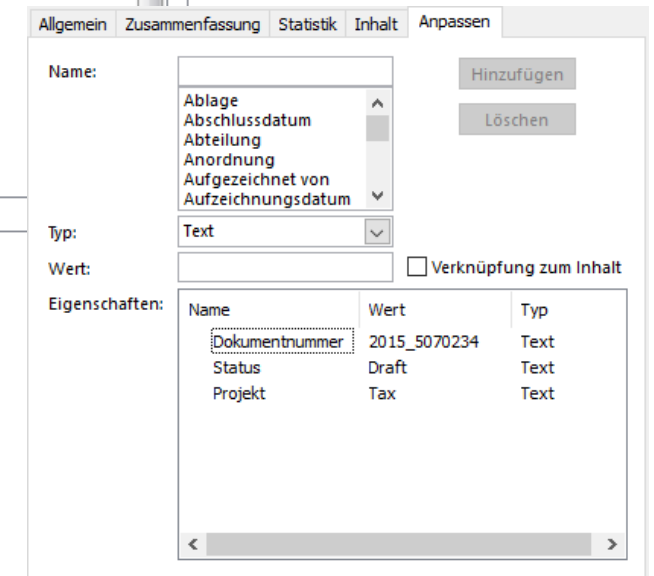 Allgemein Zusammenfassung Statistik Inhalt Anpassen
Name:
Hinzufügen
Ablage
Abschlussdatum
Löschen
Abteilung
Anordnung
Aufgezeichnet von
Aufzeichnungsdatum
Typ: Text
Wert: Verknüpfung zum Inhalt
Eigenschaften:
Name Wert Typ
Dokumentnummer 2015_5070234 Text
Status Draft Text
Projekt Tax Text